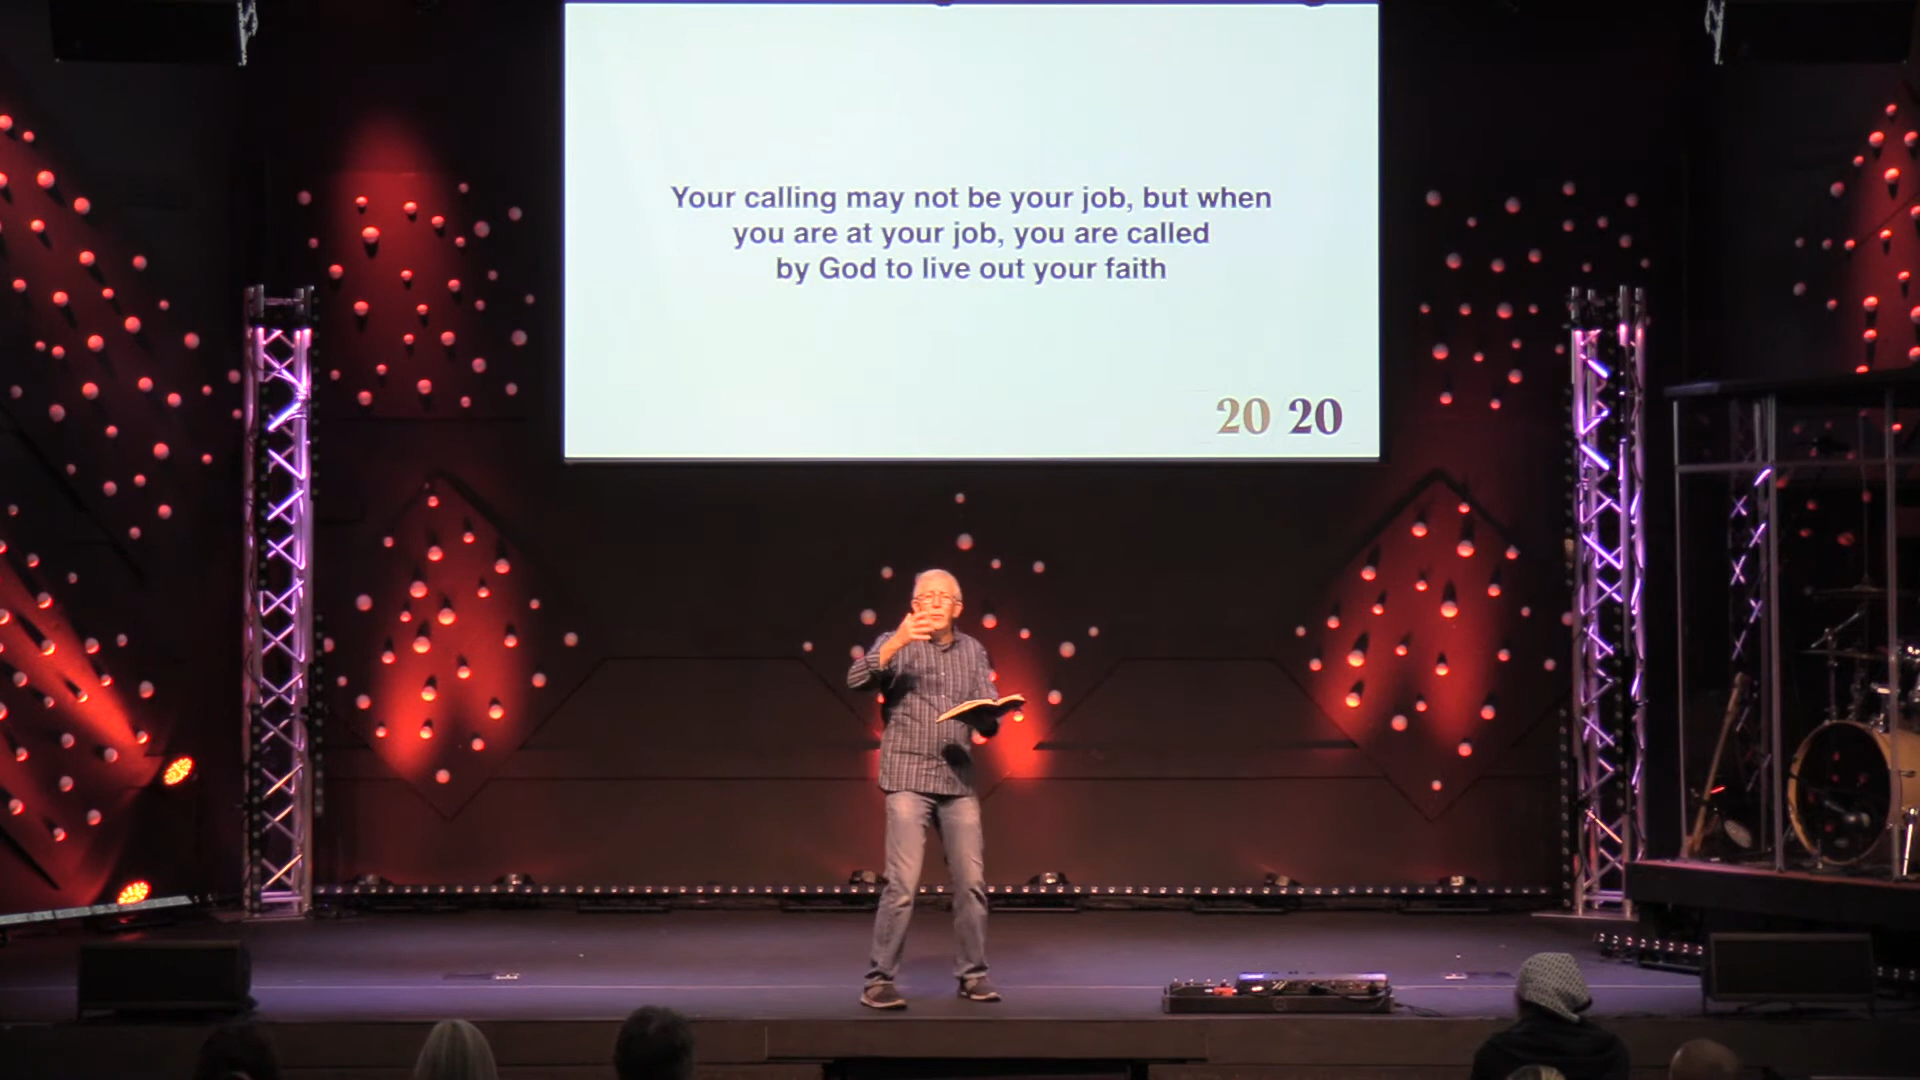 Your calling may not be your job, but when
you are at your job, you are called
by God to live out your faith
20/20